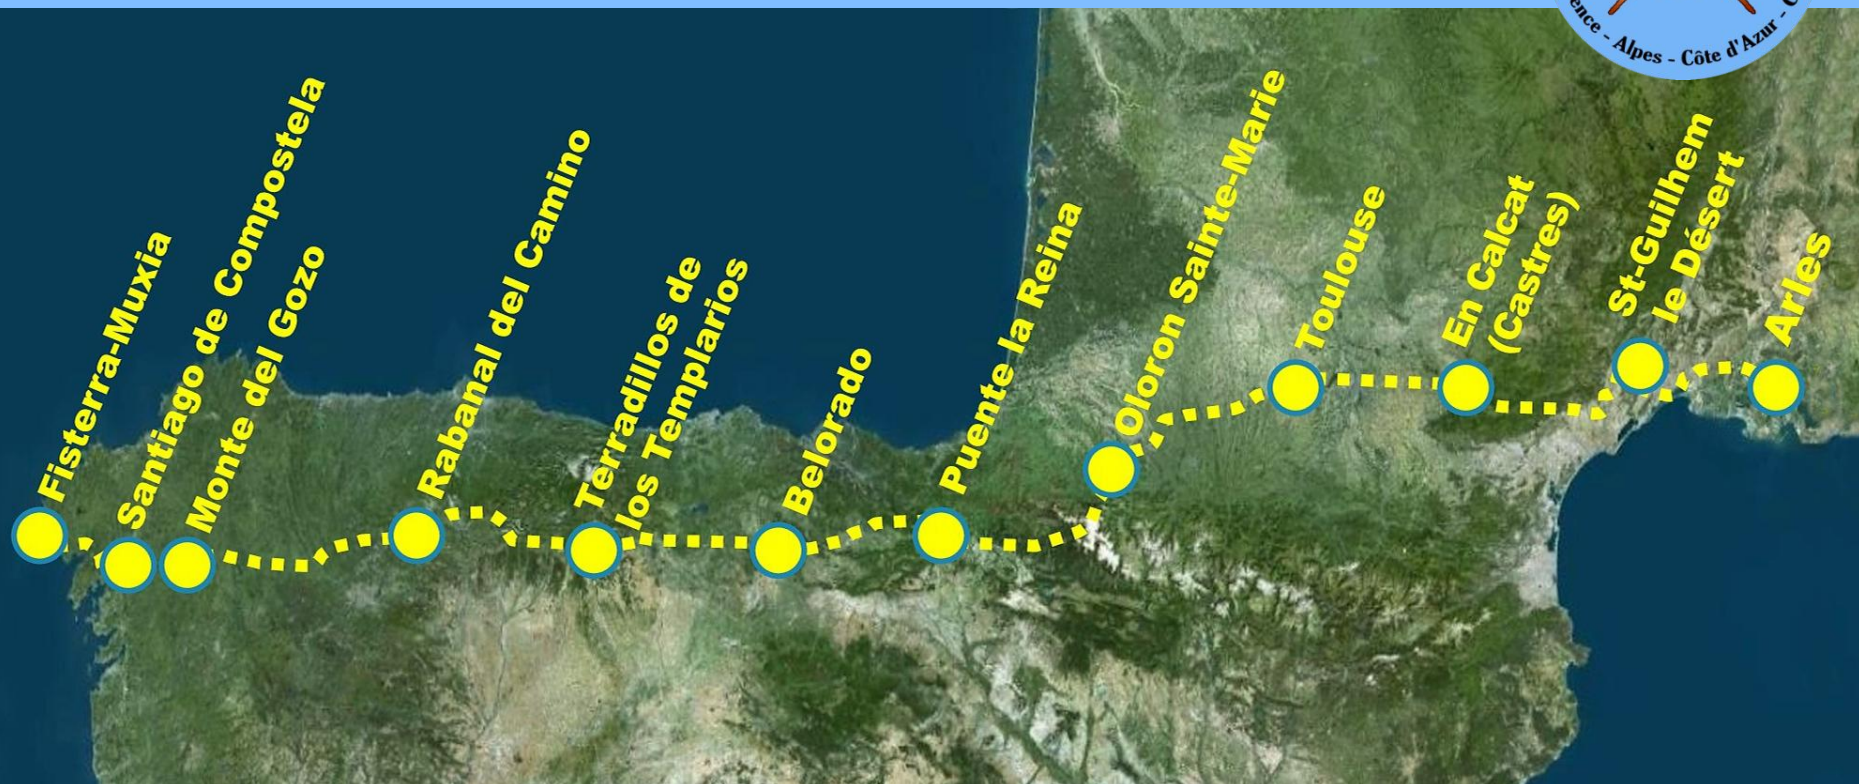 Fisterra-Muxia
Santiago de Compostela
Monte del Gozo
Rabanal del Camino
Terradillos de
los Templarios
Belorado
Puente la Reina
Oloron Sainte-Marie
Toulouse
En Calcat
(Castres)
St-Guilhem
le Désert
Arles
- Alpes - Côte d'Azur -